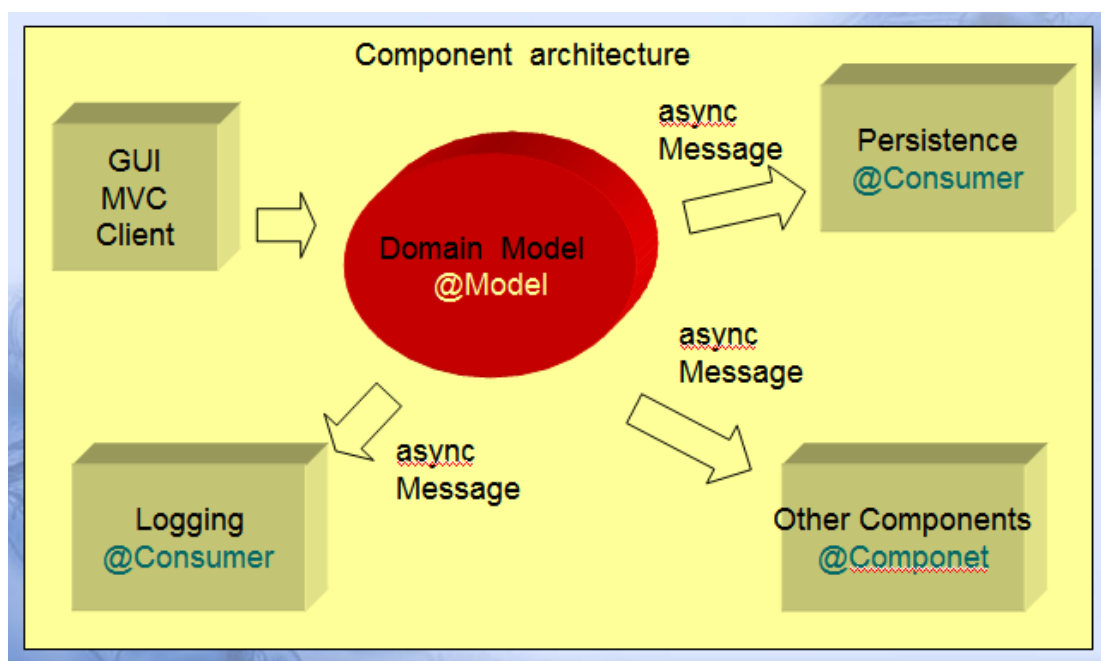 Component architecture
GUI
MVC
Client
Domain Model
@Model
async
Message
Persistence
@Consumer
async
Message
Logging
@Consumer
async
Message
Other Components
@Componet